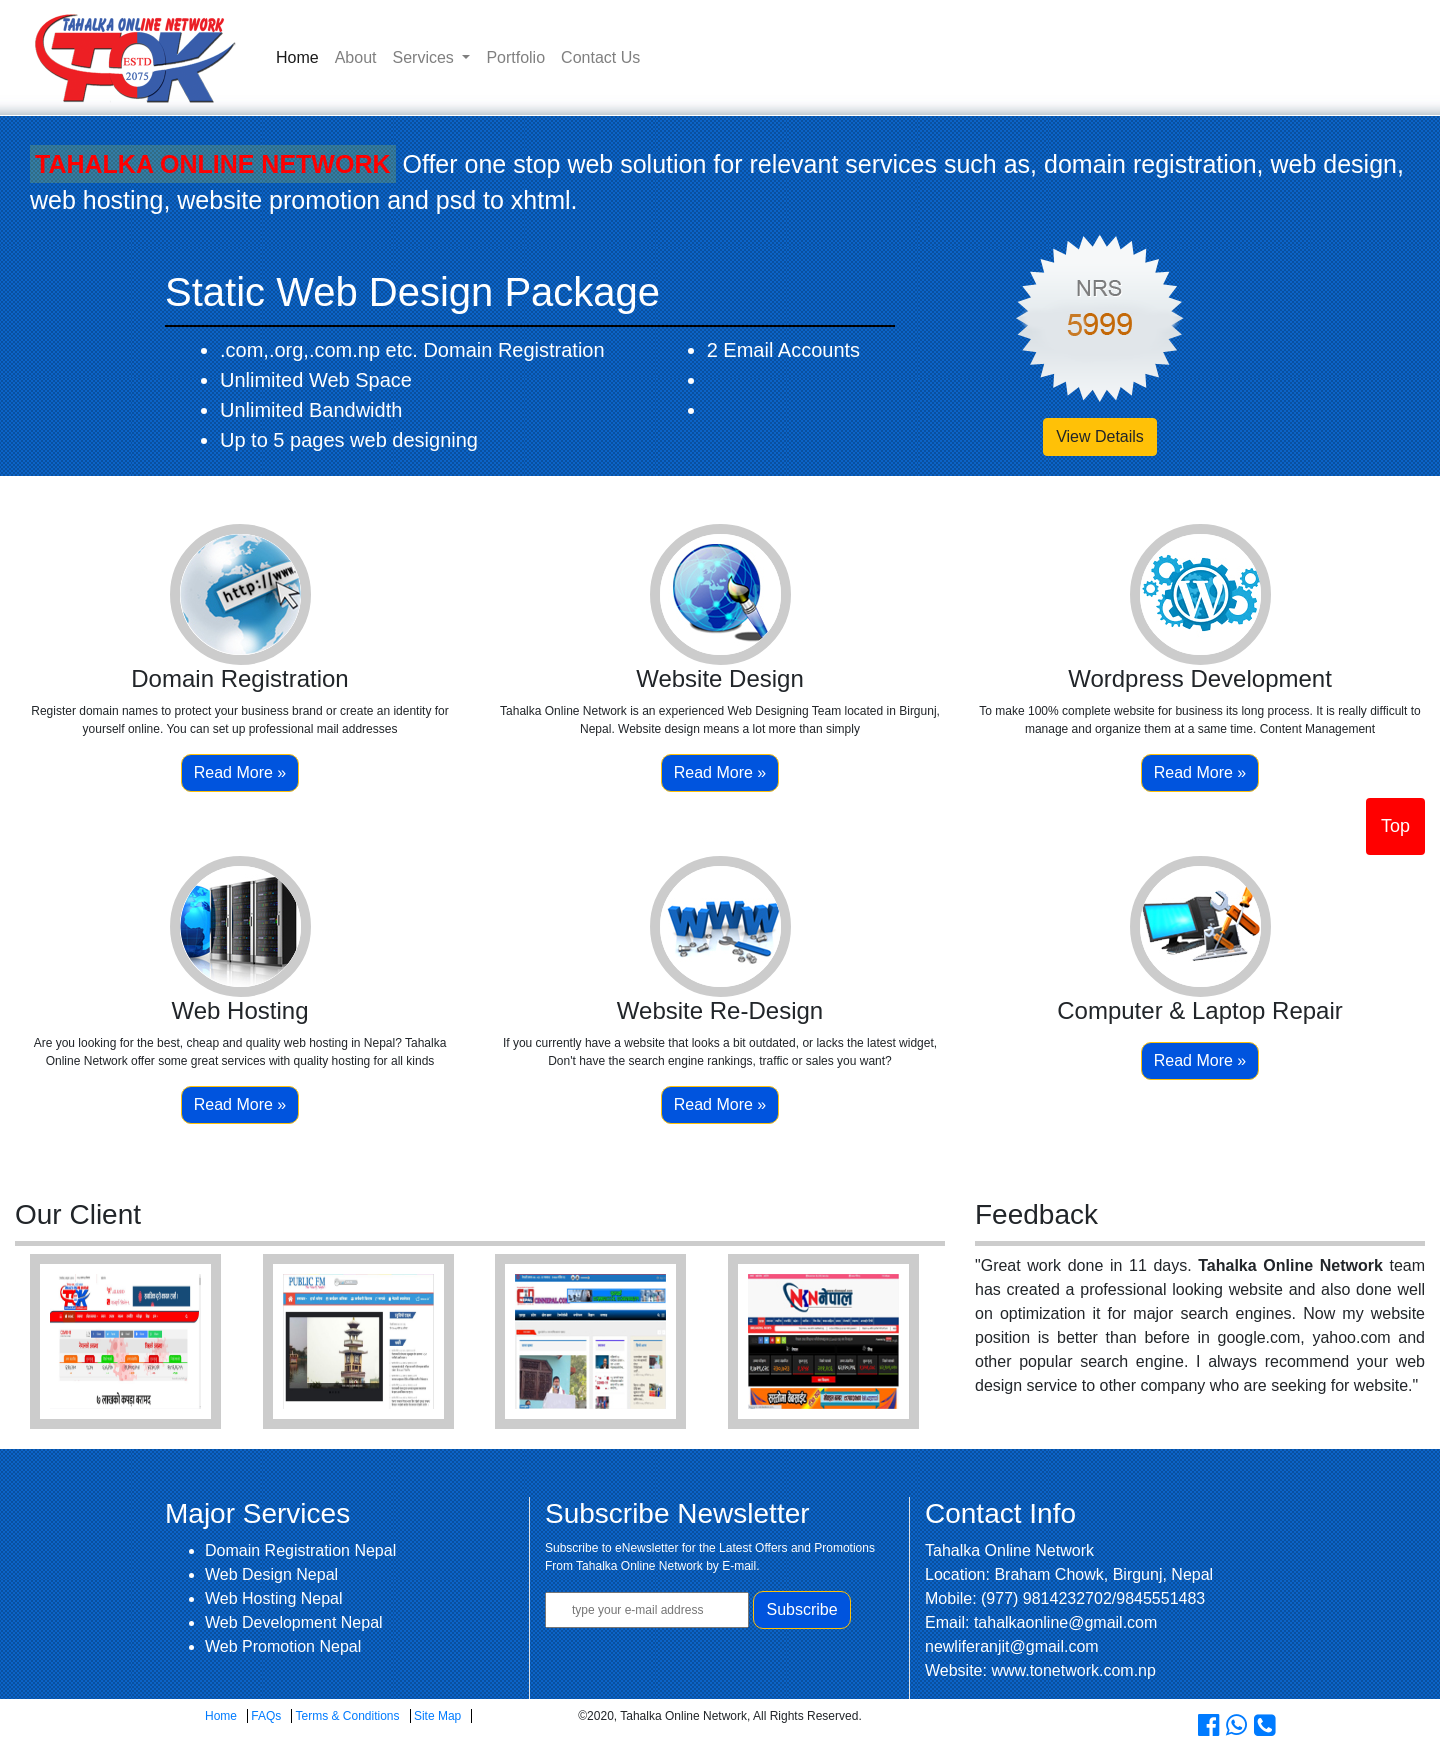 TAHALKA ONLINE NETWORK
TOK
ESTD
2075
Home
About
Services
Portfolio
Contact Us
TAHALKA ONLINE NETWORK Offer one stop web solution for relevant services such as, domain registration, web design,
web hosting, website promotion and psd to xhtml.
Static Web Design Package
.com,.org,.com.np etc. Domain Registration
Unlimited Web Space
Unlimited Bandwidth
Up to 5 pages web designing
2 Email Accounts
NRS
5999
View Details
http://www.
Domain Registration
Register domain names to protect your business brand or create an identity for
yourself online. You can set up professional mail addresses
Read More »
Website Design
Tahalka Online Network is an experienced Web Designing Team located in Birgunj,
Nepal. Website design means a lot more than simply
Read More »
W
Wordpress Development
To make 100% complete website for business its long process. It is really difficult to
manage and organize them at a same time. Content Management
Read More »
Top
Web Hosting
Are you looking for the best, cheap and quality web hosting in Nepal? Tahalka
Online Network offer some great services with quality hosting for all kinds
Read More »
WWW
Website Re-Design
If you currently have a website that looks a bit outdated, or lacks the latest widget,
Don't have the search engine rankings, traffic or sales you want?
Read More »
Computer & Laptop Repair
Read More »
Our Client
PUBLIC FM
NKN नेपाल
Feedback
"Great work done in 11 days. Tahalka Online Network team
has created a professional looking website and also done well
on optimization it for major search engines. Now my website
position is better than before in google.com, yahoo.com and
other popular search engine. I always recommend your web
design service to other company who are seeking for website."
Major Services
Domain Registration Nepal
Web Design Nepal
Web Hosting Nepal
Web Development Nepal
Web Promotion Nepal
Subscribe Newsletter
Subscribe to eNewsletter for the Latest Offers and Promotions
From Tahalka Online Network by E-mail.
type your e-mail address
Subscribe
Contact Info
Tahalka Online Network
Location: Braham Chowk, Birgunj, Nepal
Mobile: (977) 9814232702/9845551483
Email: tahalkaonline@gmail.com
newliferanjit@gmail.com
Website: www.tonetwork.com.np
Home
FAQs
Terms & Conditions
Site Map
©2020, Tahalka Online Network, All Rights Reserved.